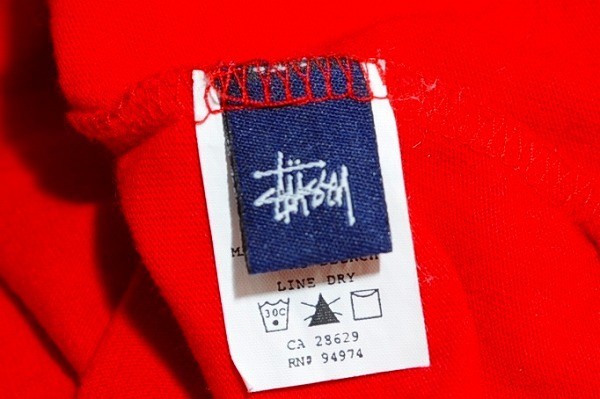 Stüssy
LINE DRY
30C
CA 28629
RN# 94974